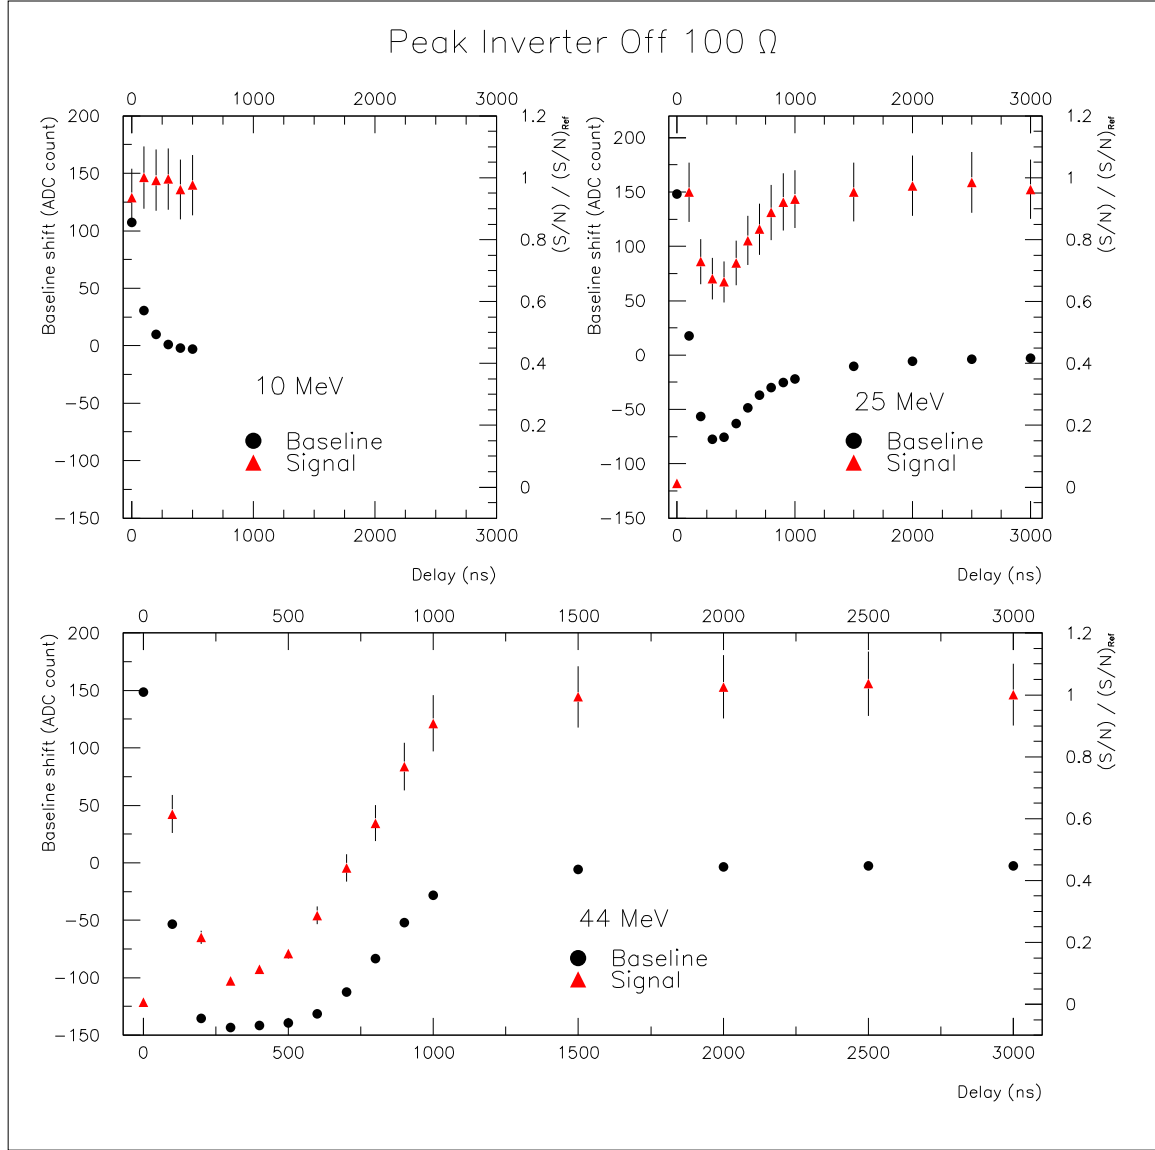 Peak Inverter Off 100 Ω
0 1000 2000 3000
200 150 100 50 0 −50 −100 −150
Baseline shift (ADC count)
1.2 1 0.8 0.6 0.4 0.2 0
(S/N) / (S/N)Ref
10 MeV
Baseline
Signal
0 1000 2000 3000
Delay (ns)
0 1000 2000 3000
200 150 100 50 0 −50 −100 −150
Baseline shift (ADC count)
1.2 1 0.8 0.6 0.4 0.2 0
(S/N) / (S/N)Ref
25 MeV
Baseline
Signal
0 1000 2000 3000
Delay (ns)
0 500 1000 1500 2000 2500 3000
200 150 100 50 0 −50 −100 −150
Baseline shift (ADC count)
1.2 1 0.8 0.6 0.4 0.2 0
(S/N) / (S/N)Ref
44 MeV
Baseline
Signal
0 500 1000 1500 2000 2500 3000
Delay (ns)